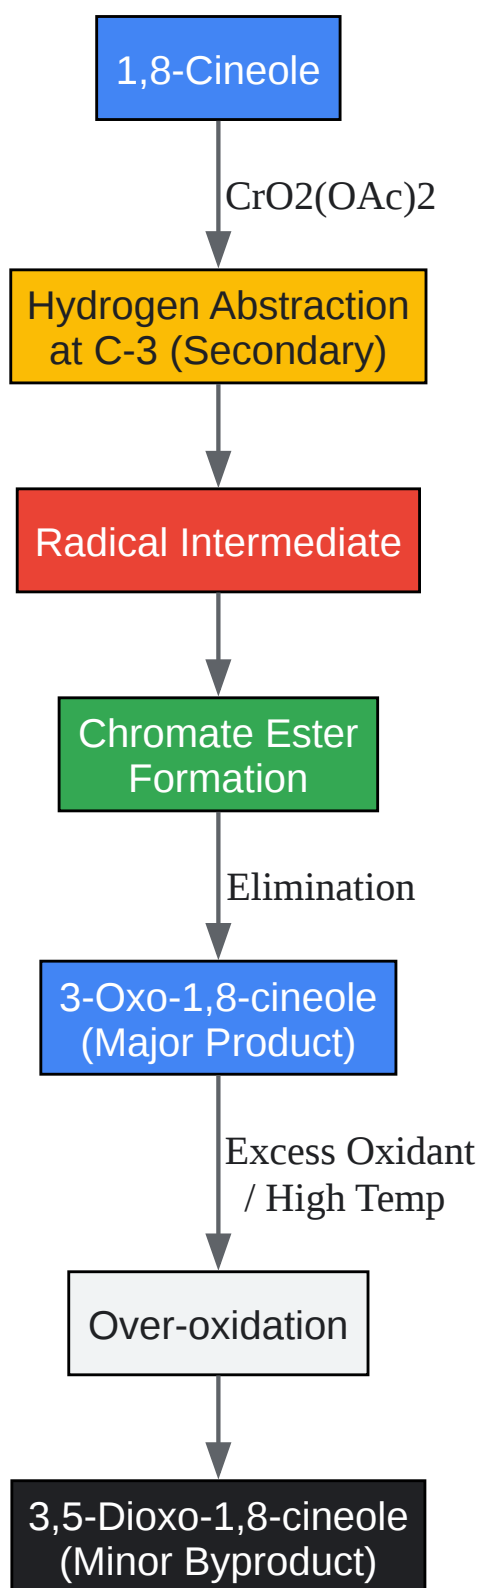 1,8-Cineole
CrO2(OAc)2
Hydrogen Abstraction
at C-3 (Secondary)
Radical Intermediate
Chromate Ester
Formation
Elimination
3-Oxo-1,8-cineole
(Major Product)
Excess Oxidant
/ High Temp
Over-oxidation
3,5-Dioxo-1,8-cineole
(Minor Byproduct)